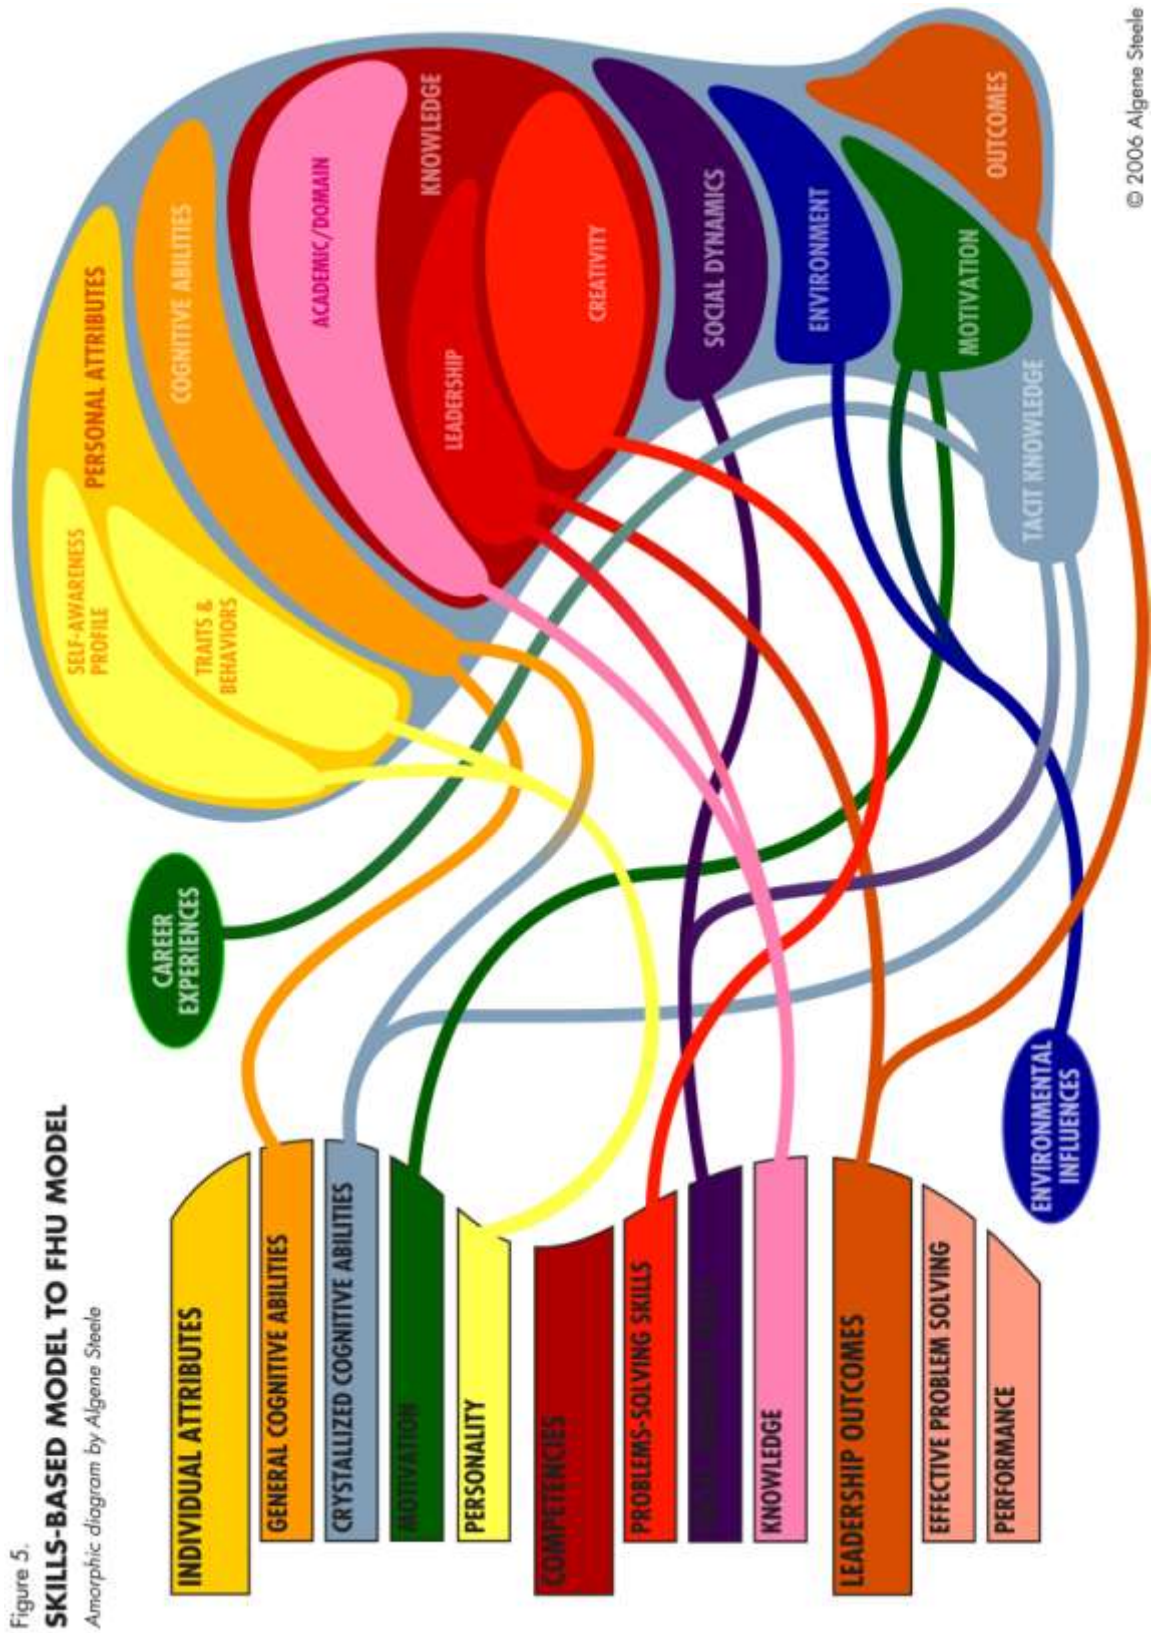 Figure 5.
SKILLS-BASED MODEL TO FHU MODEL
Amorphic diagram by Algene Steele
INDIVIDUAL ATTRIBUTES
GENERAL COGNITIVE ABILITIES
CRYSTALLIZED COGNITIVE ABILITIES
MOTIVATION
PERSONALITY
COMPETENCIES
PROBLEMS-SOLVING SKILLS
KNOWLEDGE
LEADERSHIP OUTCOMES
EFFECTIVE PROBLEM SOLVING
PERFORMANCE
CAREER
EXPERIENCES
ENVIRONMENTAL
INFLUENCES
SELF-AWARENESS
PROFILE
TRAITS &
BEHAVIORS
PERSONAL ATTRIBUTES
COGNITIVE ABILITIES
ACADEMIC/DOMAIN
KNOWLEDGE
LEADERSHIP
CREATIVITY
SOCIAL DYNAMICS
ENVIRONMENT
MOTIVATION
TACIT KNOWLEDGE
OUTCOMES
© 2006 Algene Steele